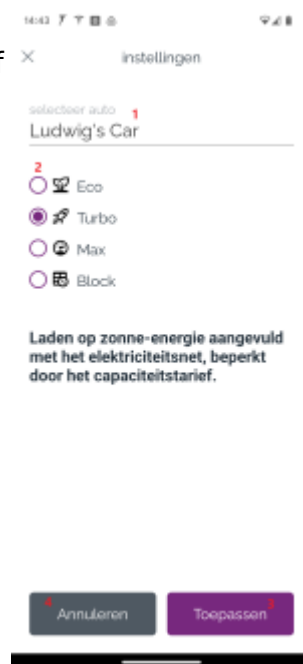 14:43
instellingen
selecteer auto 1
Ludwig's Car
2
Eco
Turbo
Max
Block
Laden op zonne-energie aangevuld
met het elektriciteitsnet, beperkt
door het capaciteitstarief.
4 Annuleren
Toepassen 3